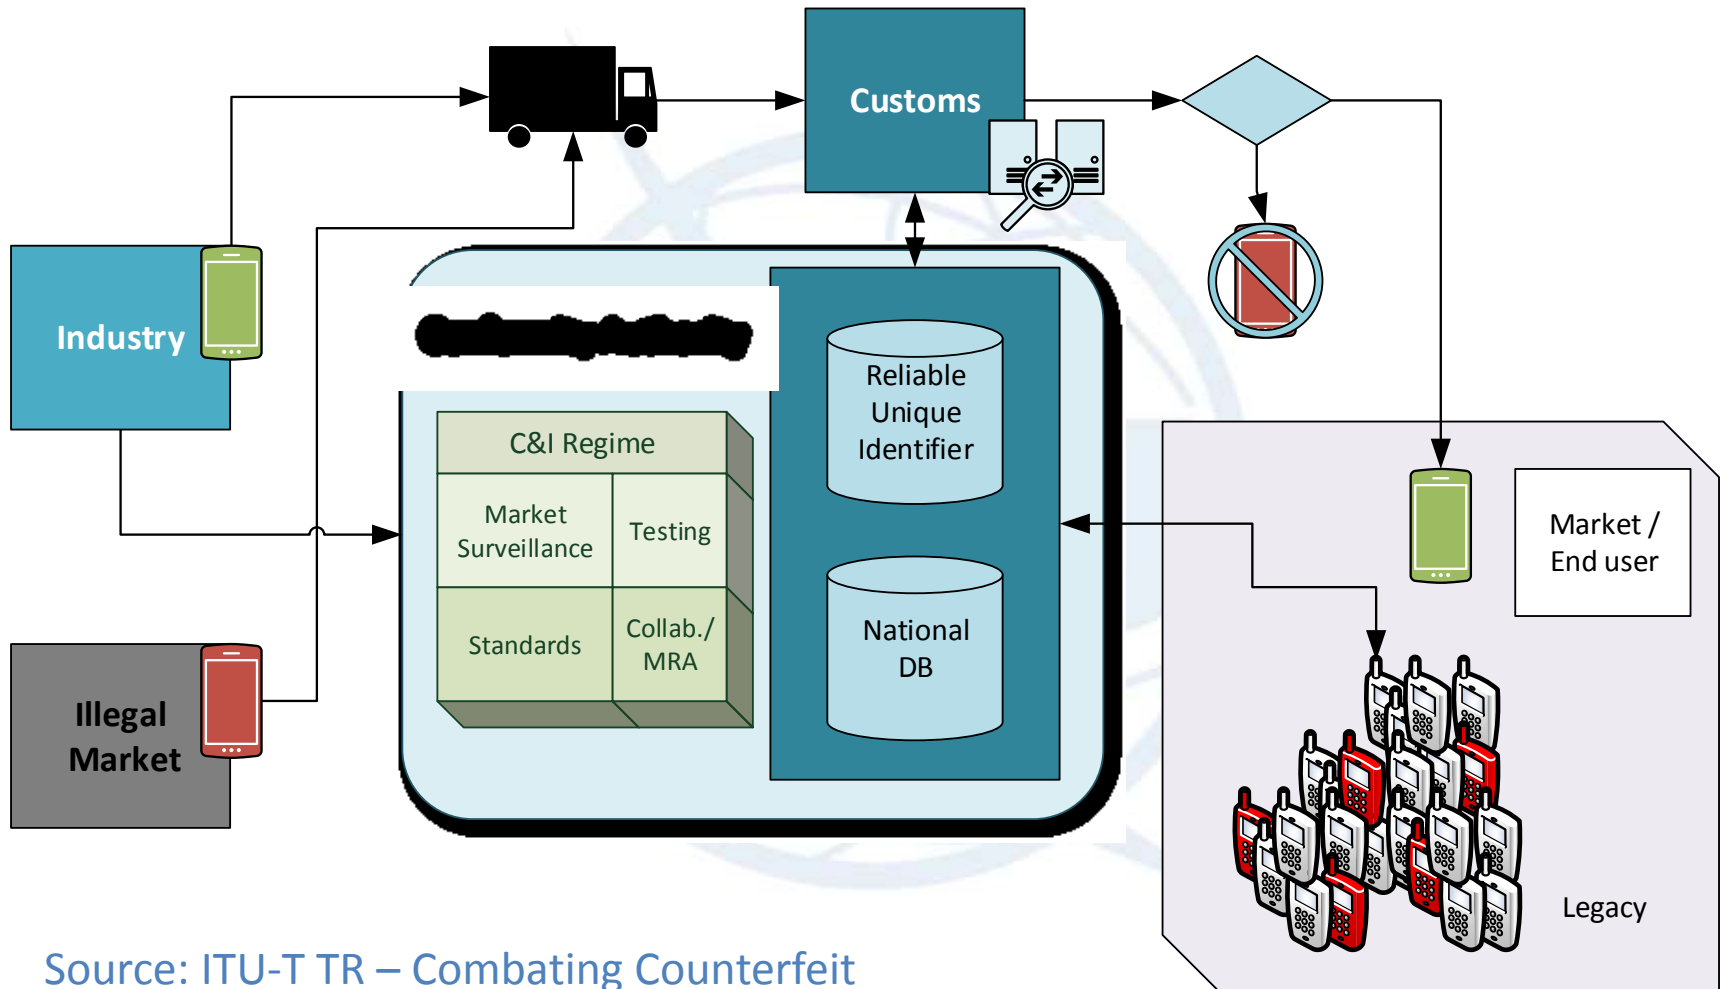 Customs
Industry
Reliable
Unique
Identifier
C&I Regime
Market
Surveillance
Testing
Standards
Collab./
MRA
National
DB
Market /
End user
Illegal
Market
Legacy
Source: ITU-T TR – Combating Counterfeit